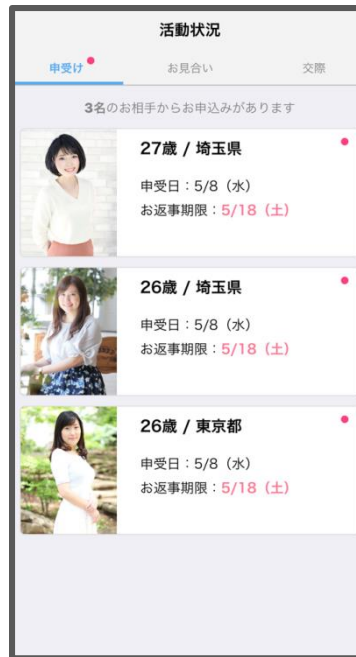 活動状況
申受け お見合い 交際
3名のお相手からお申込みがあります
27歳 / 埼玉県
申受日：5/8（水）
お返事期限：5/18（土）
26歳 / 埼玉県
申受日：5/8（水）
お返事期限：5/18（土）
26歳 / 東京都
申受日：5/8（水）
お返事期限：5/18（土）